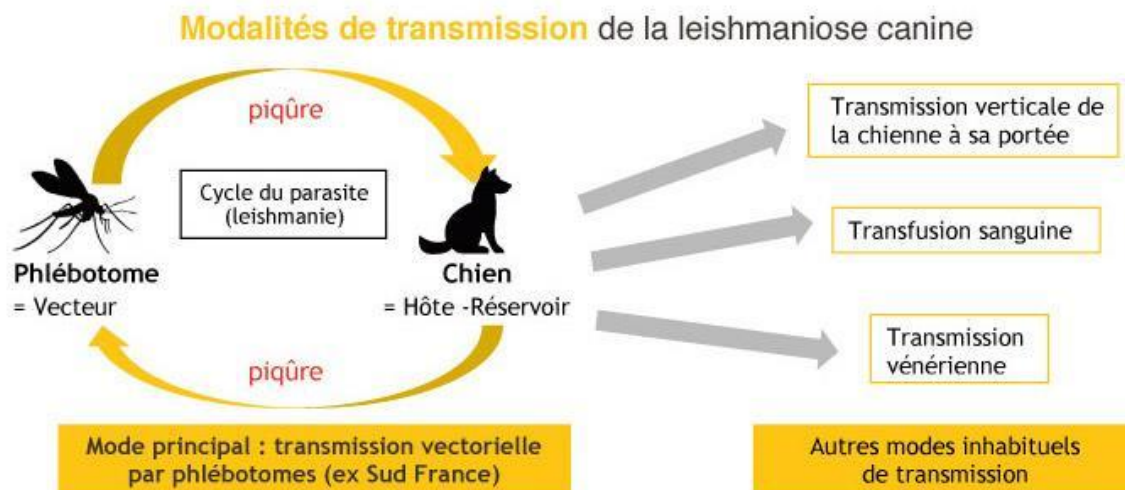 Modalités de transmission de la leishmaniose canine
piqûre
Cycle du parasite
(leishmanie)
Phlébotome
= Vecteur
Chien
= Hôte -Réservoir
piqûre
Mode principal : transmission vectorielle
par phlébotomes (ex Sud France)
Transmission verticale de
la chienne à sa portée
Transfusion sanguine
Transmission
vénérienne
Autres modes inhabituels
de transmission